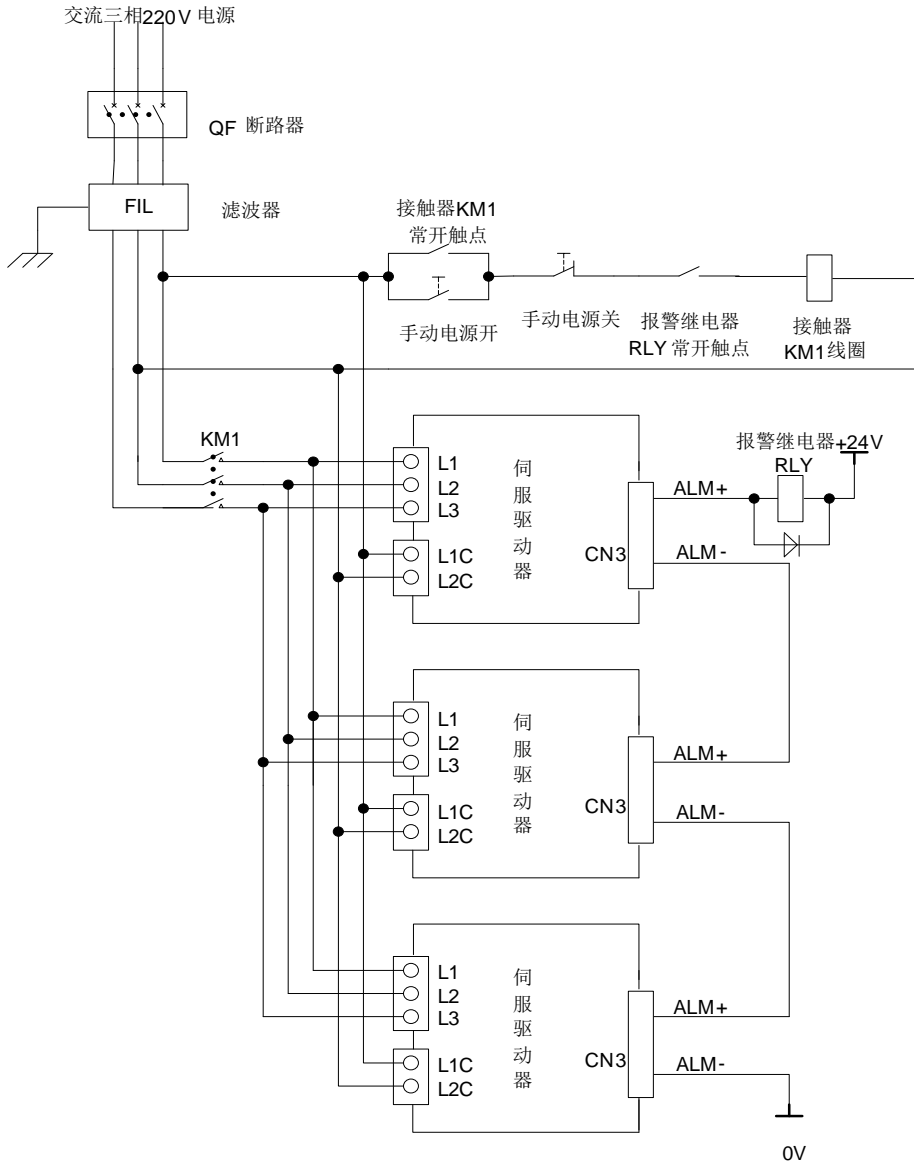 交流三相220V 电源
QF 断路器
FIL
滤波器
接触器KM1
常开触点
手动电源开
手动电源关
报警继电器
RLY 常开触点
接触器
KM1线圈
KM1
L1
L2
L3
L1C
L2C
伺服驱动器
CN3
ALM+
ALM-
报警继电器+24V
RLY
L1
L2
L3
L1C
L2C
伺服驱动器
CN3
ALM+
ALM-
L1
L2
L3
L1C
L2C
伺服驱动器
CN3
ALM+
ALM-
0V